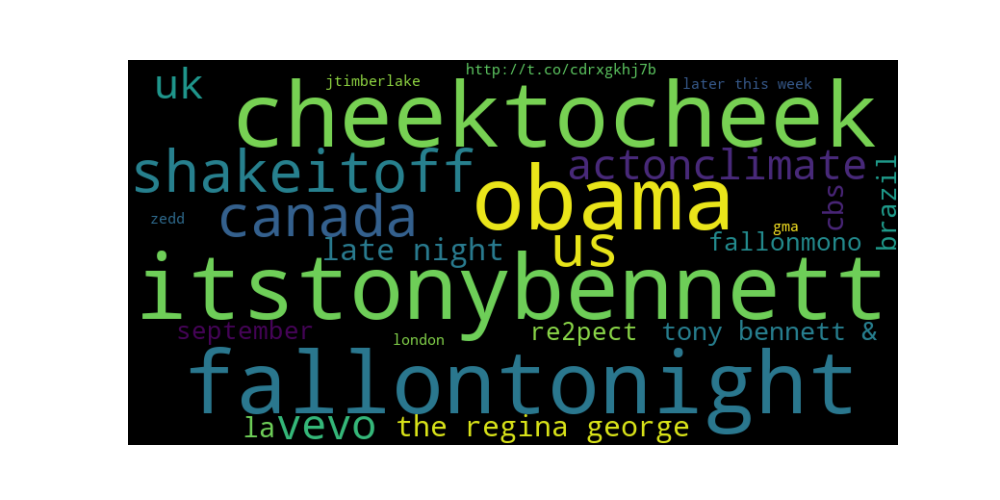 http://t.co/cdrxgkhj7b
uk
jtimberlake
later this week
cheektocheek
shakeitoff
actonclimate
obama
brazil
cbs
canada
zedd
gma
us
fallonmono
late night
itstonybennett
september
re2pect
tony bennett &
london
fallontonight
la
vevo
the regina george